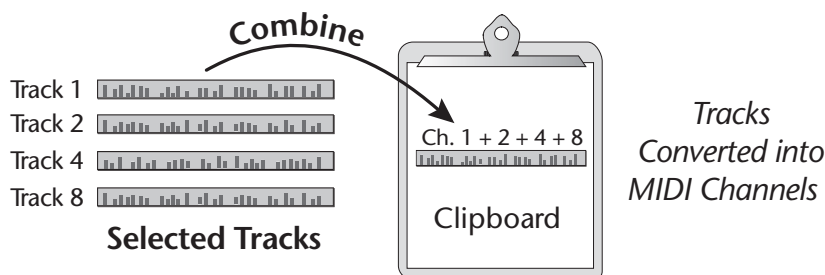 Combine
Track 1
Track 2
Track 4
Track 8
Selected Tracks
Ch. 1 + 2 + 4 + 8
Clipboard
Tracks
Converted into
MIDI Channels